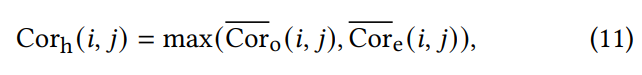 Cor_h(i, j) = max(\overline{Cor}_o(i, j), \overline{Cor}_e(i, j)), (11)